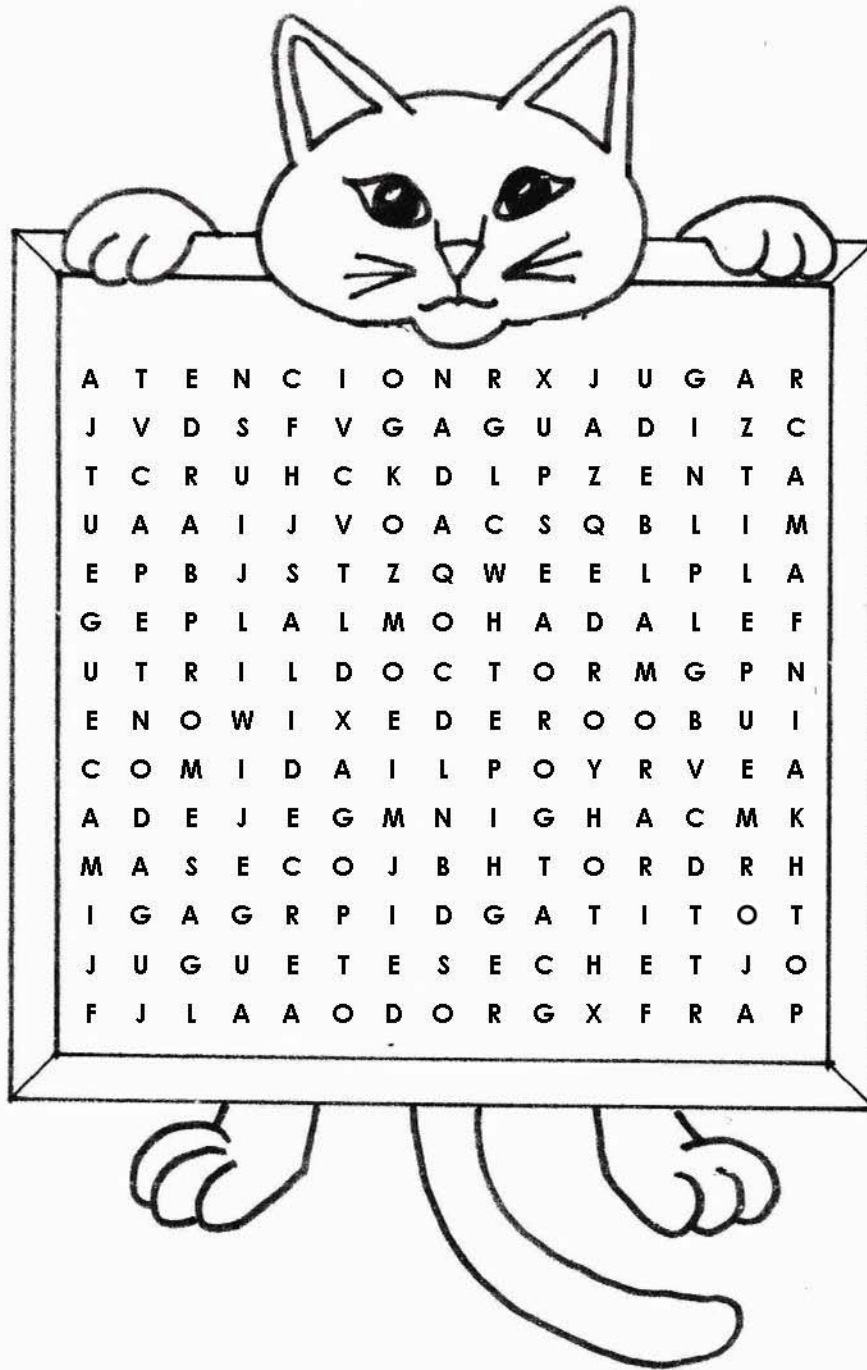 A T E N C I O N R X J U G A R
J V D S F V G A G U A D I Z C
T C R U H C K D L P Z E N T A
U A A I J V O A C S Q B L I M
E P B J S T Z Q W E E L P L A
G E P L A L M O H A D A L E F
U T R I L D O C T O R M G P N
E N O W I X E D E R O O B U I
C O M I D A I L P O Y R V E A
A D E J E G M N I G H A C M K
M A S E C O J B H T O R D R H
I G A G R P I D G A T I T O T
J U G U E T E S E C H E T J O
F J L A A O D O R G X F R A P